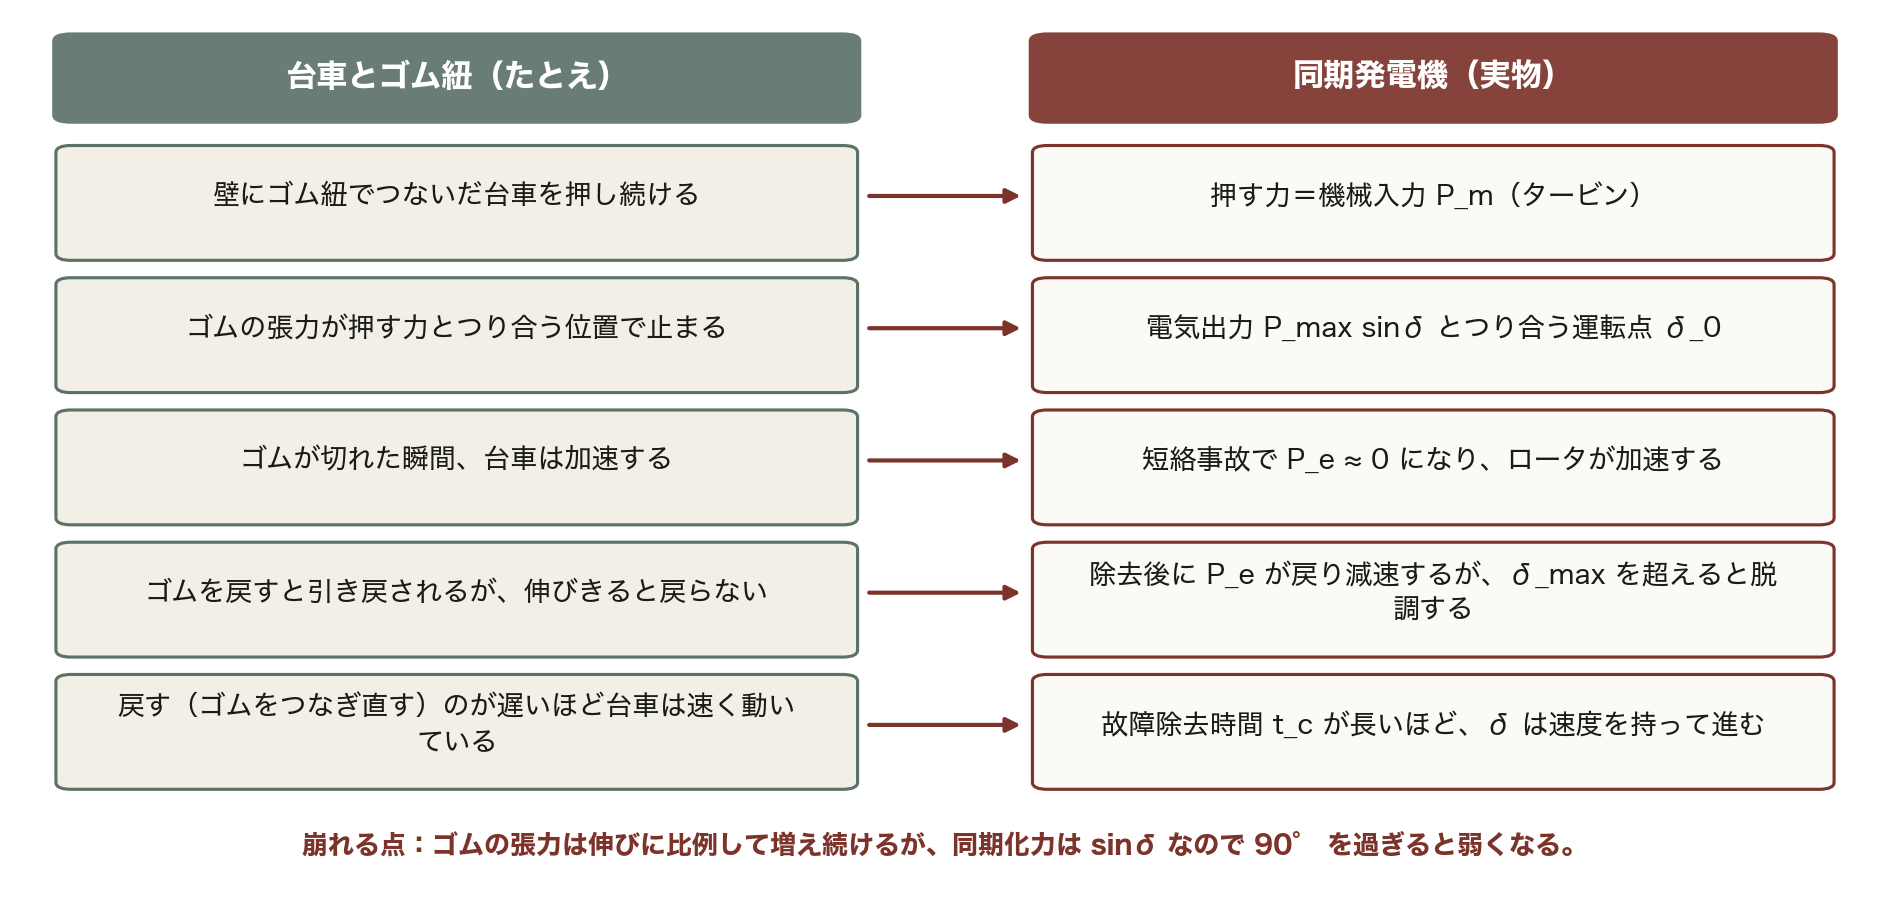 台車とゴム紐（たとえ）
同期発電機（実物）
壁にゴム紐でつないだ台車を押し続ける
押す力＝機械入力 P_m（タービン）
ゴムの張力が押す力とつり合う位置で止まる
電気出力 P_max sinδ とつり合う運転点 δ_0
ゴムが切れた瞬間、台車は加速する
短絡事故で P_e ≈ 0 になり、ロータが加速する
ゴムを戻すと引き戻されるが、伸びきると戻らない
除去後に P_e が戻り減速するが、δ_max を超えると脱
調する
戻す（ゴムをつなぎ直す）のが遅いほど台車は速く動い
ている
故障除去時間 t_c が長いほど、δ は速度を持って進む
崩れる点：ゴムの張力は伸びに比例して増え続けるが、同期化力は sinδ なので 90° を過ぎると弱くなる。